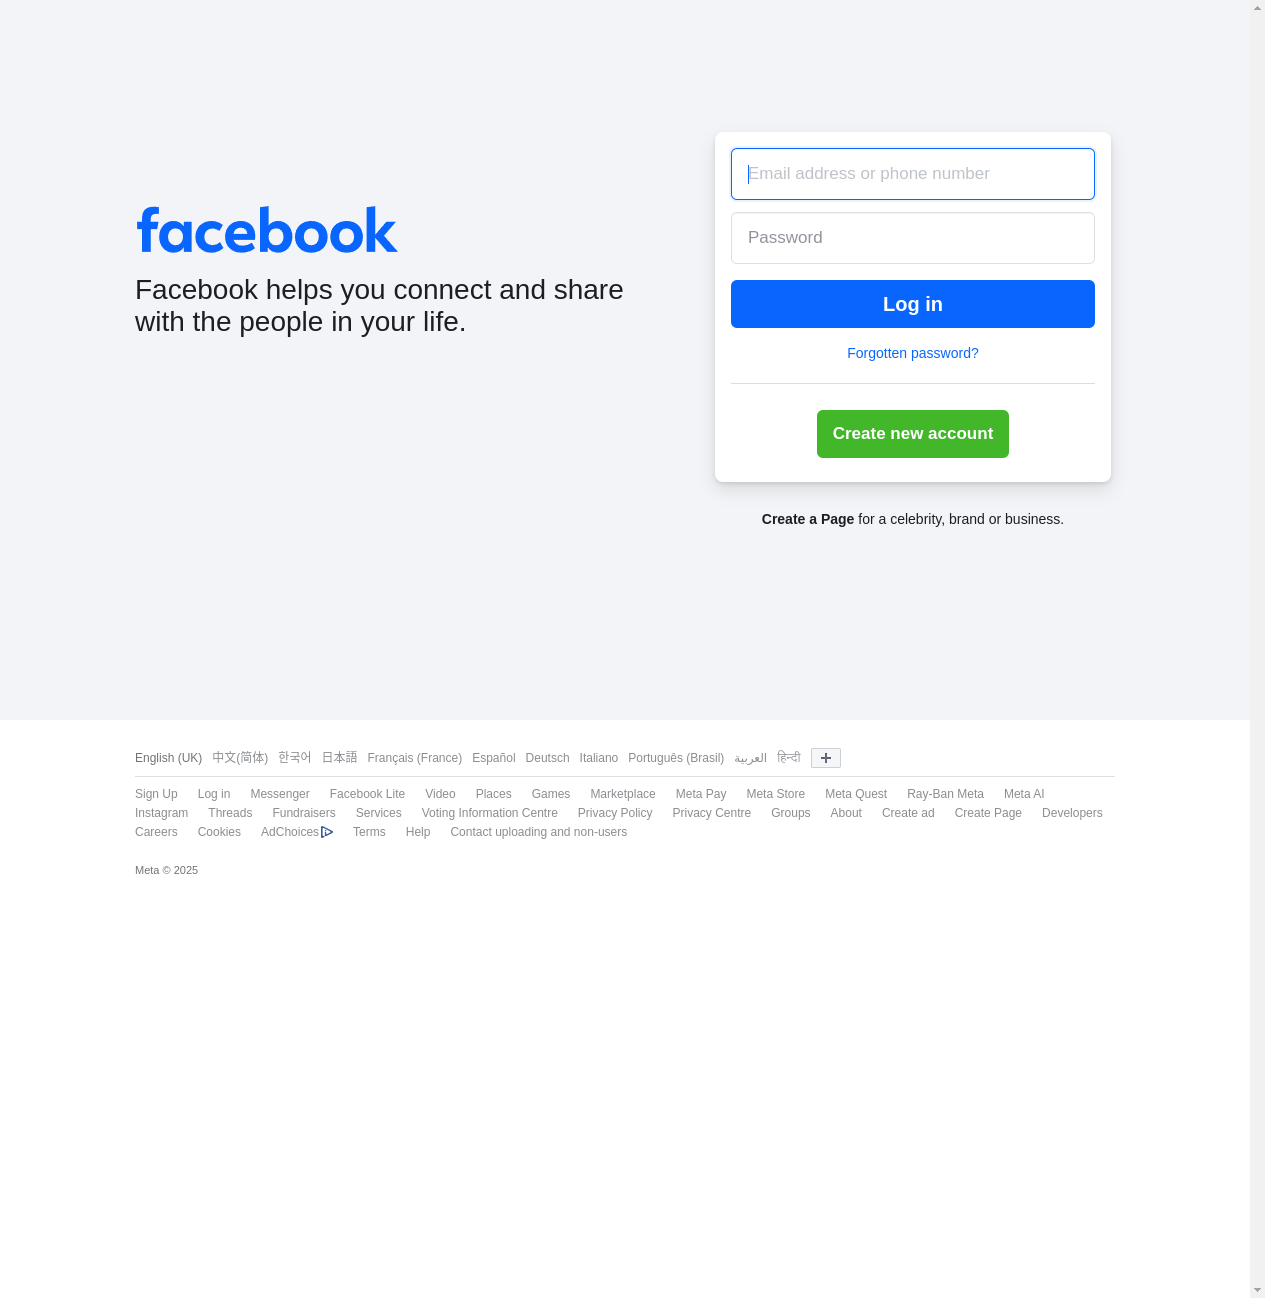 facebook
Facebook helps you connect and share
with the people in your life.
Email address or phone number
Password
Log in
Forgotten password?
Create new account
Create a Page for a celebrity, brand or business.
English (UK) 中文(简体) 한국어 日本語 Français (France) Español Deutsch Italiano Português (Brasil) العربية हिन्दी
Sign Up Log in Messenger Facebook Lite Video Places Games Marketplace Meta Pay Meta Store Meta Quest Ray-Ban Meta Meta AI
Instagram Threads Fundraisers Services Voting Information Centre Privacy Policy Privacy Centre Groups About Create ad Create Page Developers
Careers Cookies AdChoices Terms Help Contact uploading and non-users
Meta © 2025